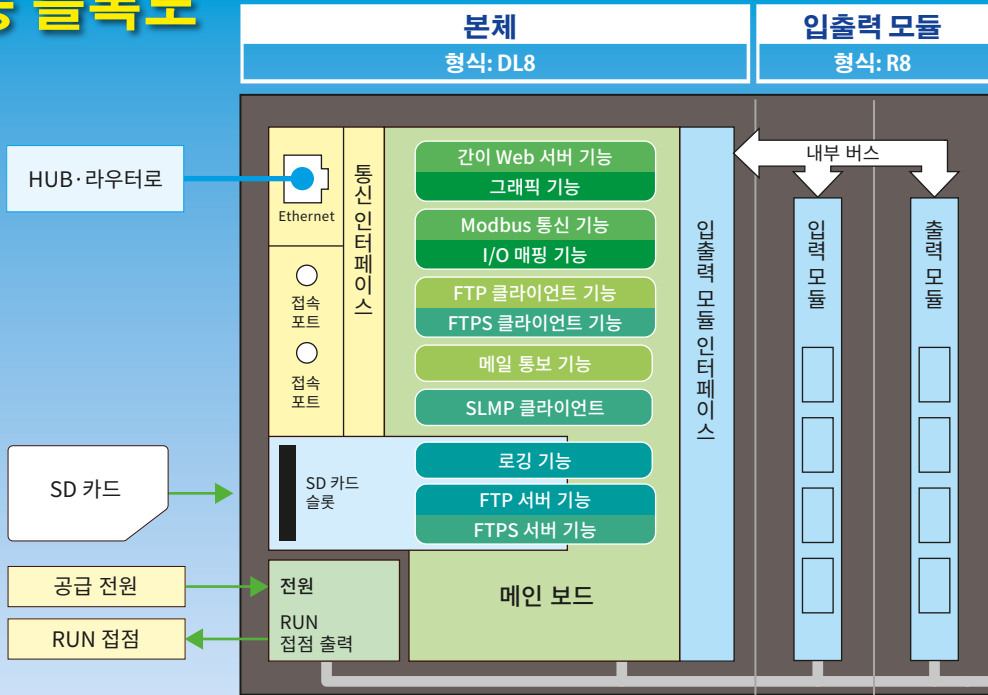 블록도
본체
입출력 모듈
형식: DL8
형식: R8
HUB·라우터로
Ethernet
접속
포트
접속
포트
통신 인터페이스
간이 Web 서버 기능
그래픽 기능
Modbus 통신 기능
I/O 매핑 기능
FTP 클라이언트 기능
FTPS 클라이언트 기능
메일 통보 기능
SLMP 클라이언트
로깅 기능
FTP 서버 기능
FTPS 서버 기능
메인 보드
입출력 모듈 인터페이스
내부 버스
입력 모듈
출력 모듈
SD 카드
SD 카드
슬롯
공급 전원
전원
RUN 접점
RUN
접점 출력